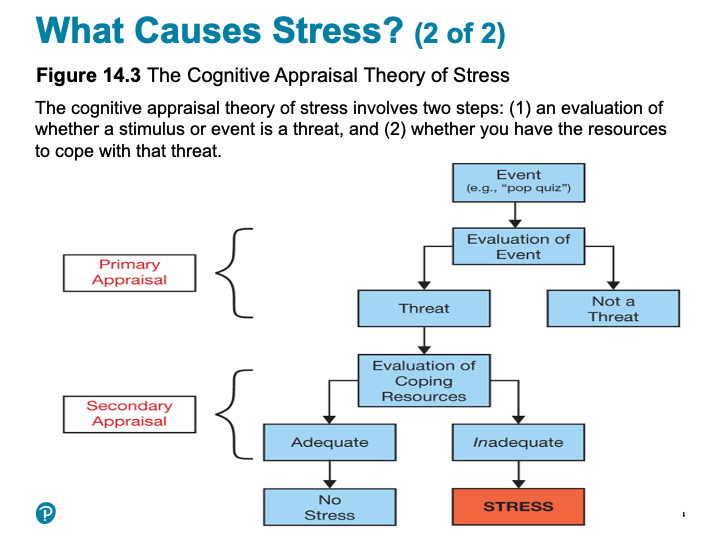 What Causes Stress? (2 of 2)
Figure 14.3 The Cognitive Appraisal Theory of Stress
The cognitive appraisal theory of stress involves two steps: (1) an evaluation of
whether a stimulus or event is a threat, and (2) whether you have the resources
to cope with that threat.
Event
(e.g., “pop quiz”)
Evaluation of
Event
Primary
Appraisal
Threat
Not a
Threat
Evaluation of
Coping
Resources
Secondary
Appraisal
Adequate
Inadequate
No
Stress
STRESS
P